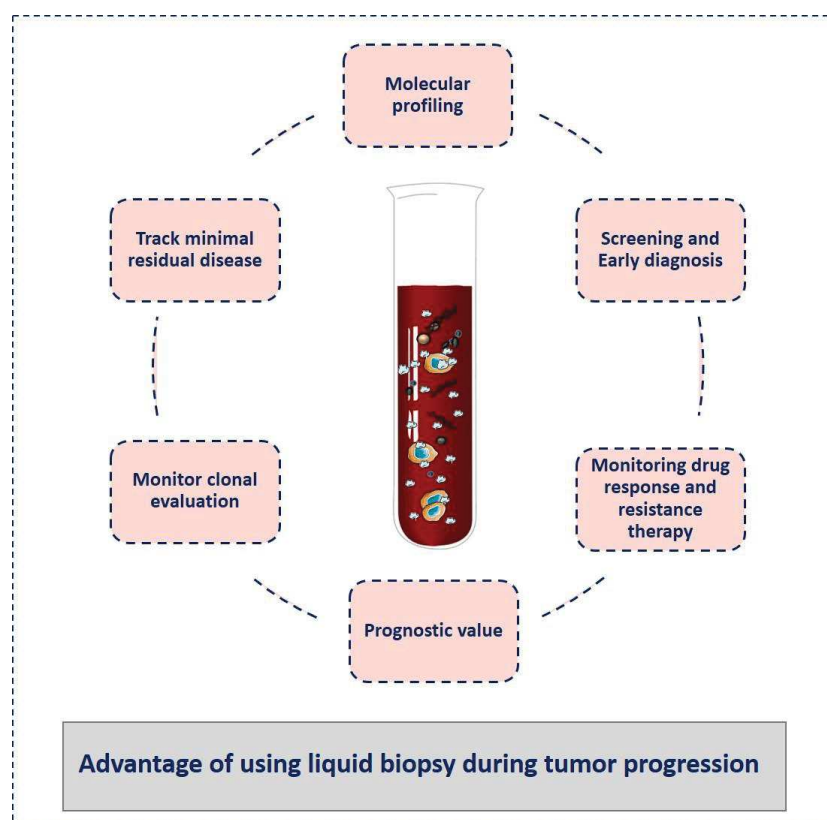 Molecular
profiling
Screening and
Early diagnosis
Monitoring drug
response and
resistance
therapy
Prognostic value
Monitor clonal
evaluation
Track minimal
residual disease
Advantage of using liquid biopsy during tumor progression